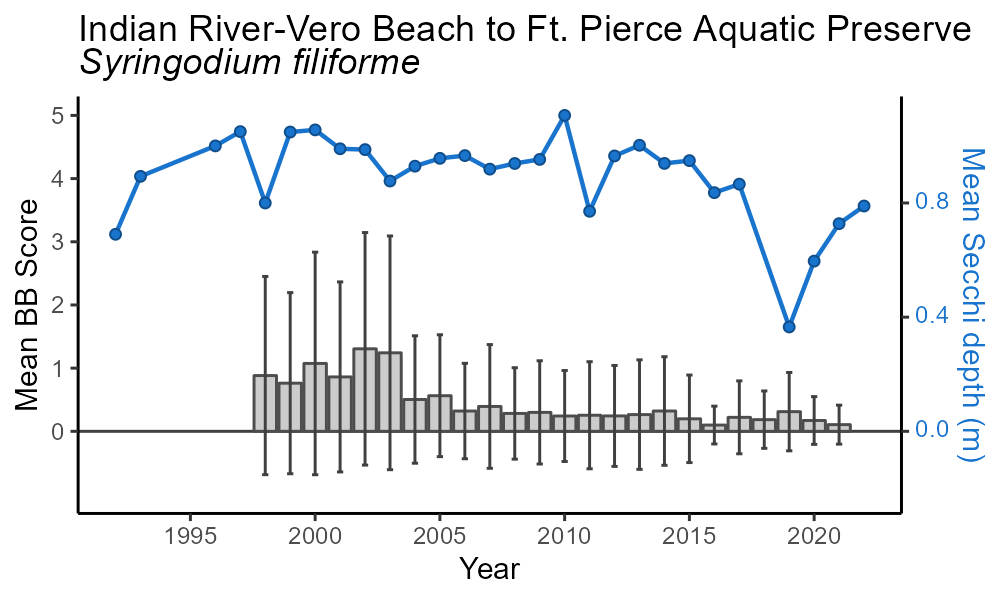 Indian River-Vero Beach to Ft. Pierce Aquatic Preserve
Syringodium filiforme
Mean BB Score
5
4
3
2
1
0
0.8
0.4
0.0
Mean Secchi depth (m)
1995 2000 2005 2010 2015 2020
Year